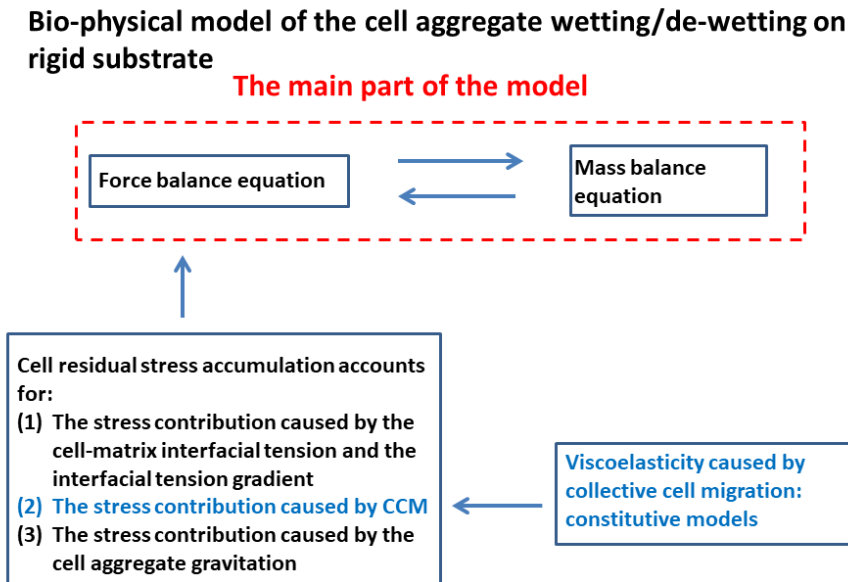 Bio-physical model of the cell aggregate wetting/de-wetting on
rigid substrate
The main part of the model
Force balance equation
Mass balance
equation
Cell residual stress accumulation accounts
for:
(1) The stress contribution caused by the
cell-matrix interfacial tension and the
interfacial tension gradient
(2) The stress contribution caused by CCM
(3) The stress contribution caused by the
cell aggregate gravitation
Viscoelasticity caused by
collective cell migration:
constitutive models